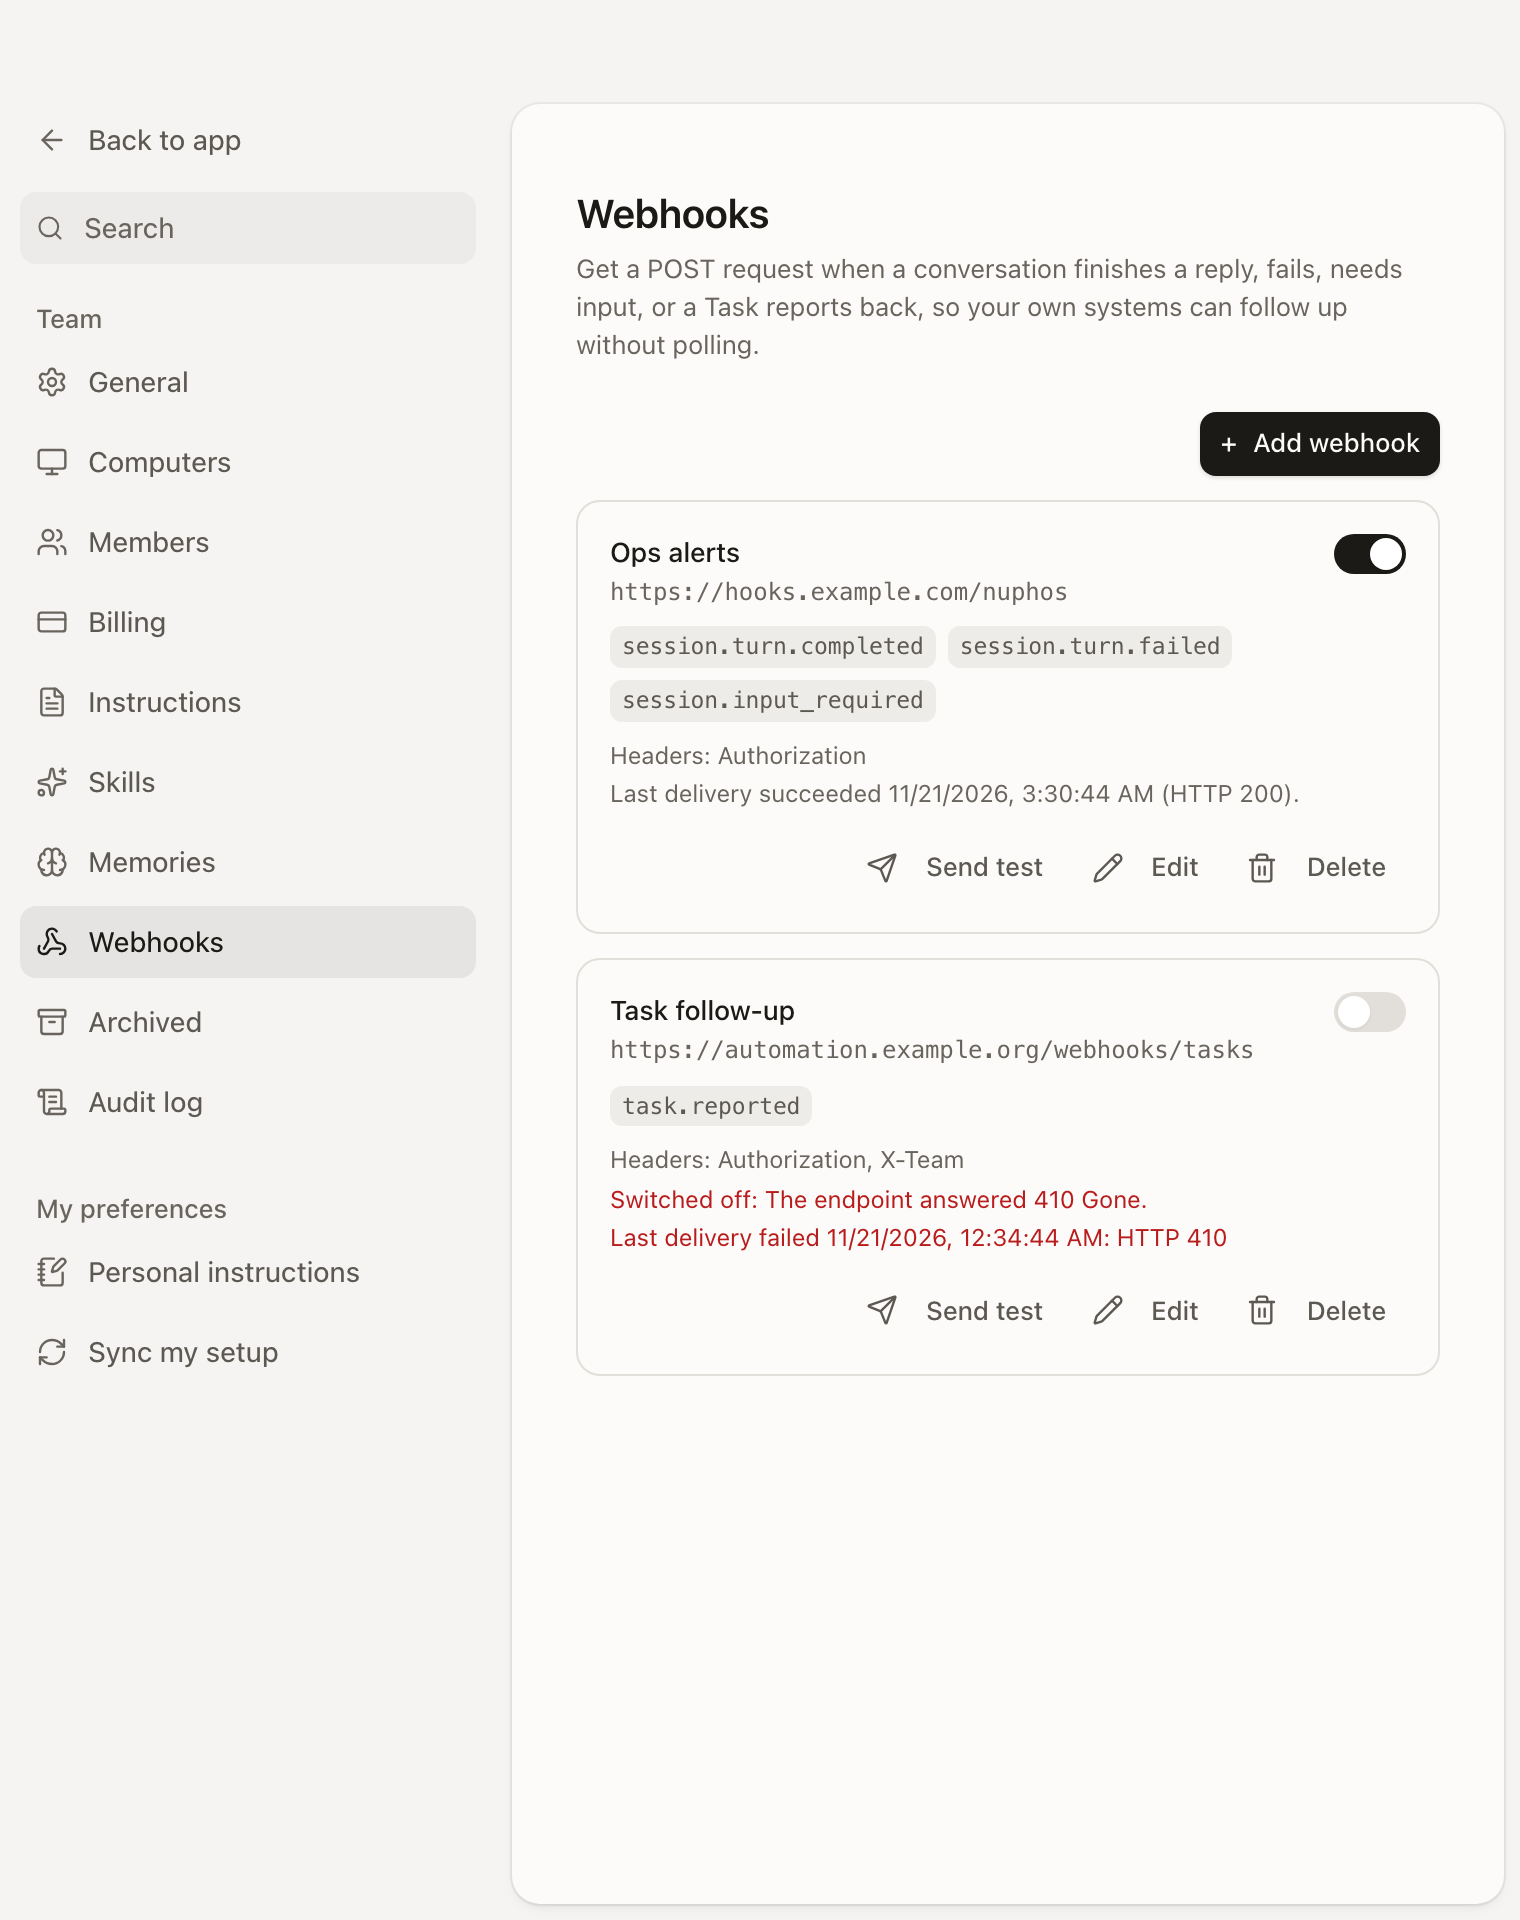 Back to app
Search
Team
General
Computers
Members
Billing
Instructions
Skills
Memories
Webhooks
Archived
Audit log
My preferences
Personal instructions
Sync my setup
Webhooks
Get a POST request when a conversation finishes a reply, fails, needs
input, or a Task reports back, so your own systems can follow up
without polling.
+ Add webhook
Ops alerts
https://hooks.example.com/nuphos
session.turn.completed session.turn.failed
session.input_required
Headers: Authorization
Last delivery succeeded 11/21/2026, 3:30:44 AM (HTTP 200).
Send test Edit Delete
Task follow-up
https://automation.example.org/webhooks/tasks
task.reported
Headers: Authorization, X-Team
Switched off: The endpoint answered 410 Gone.
Last delivery failed 11/21/2026, 12:34:44 AM: HTTP 410
Send test Edit Delete